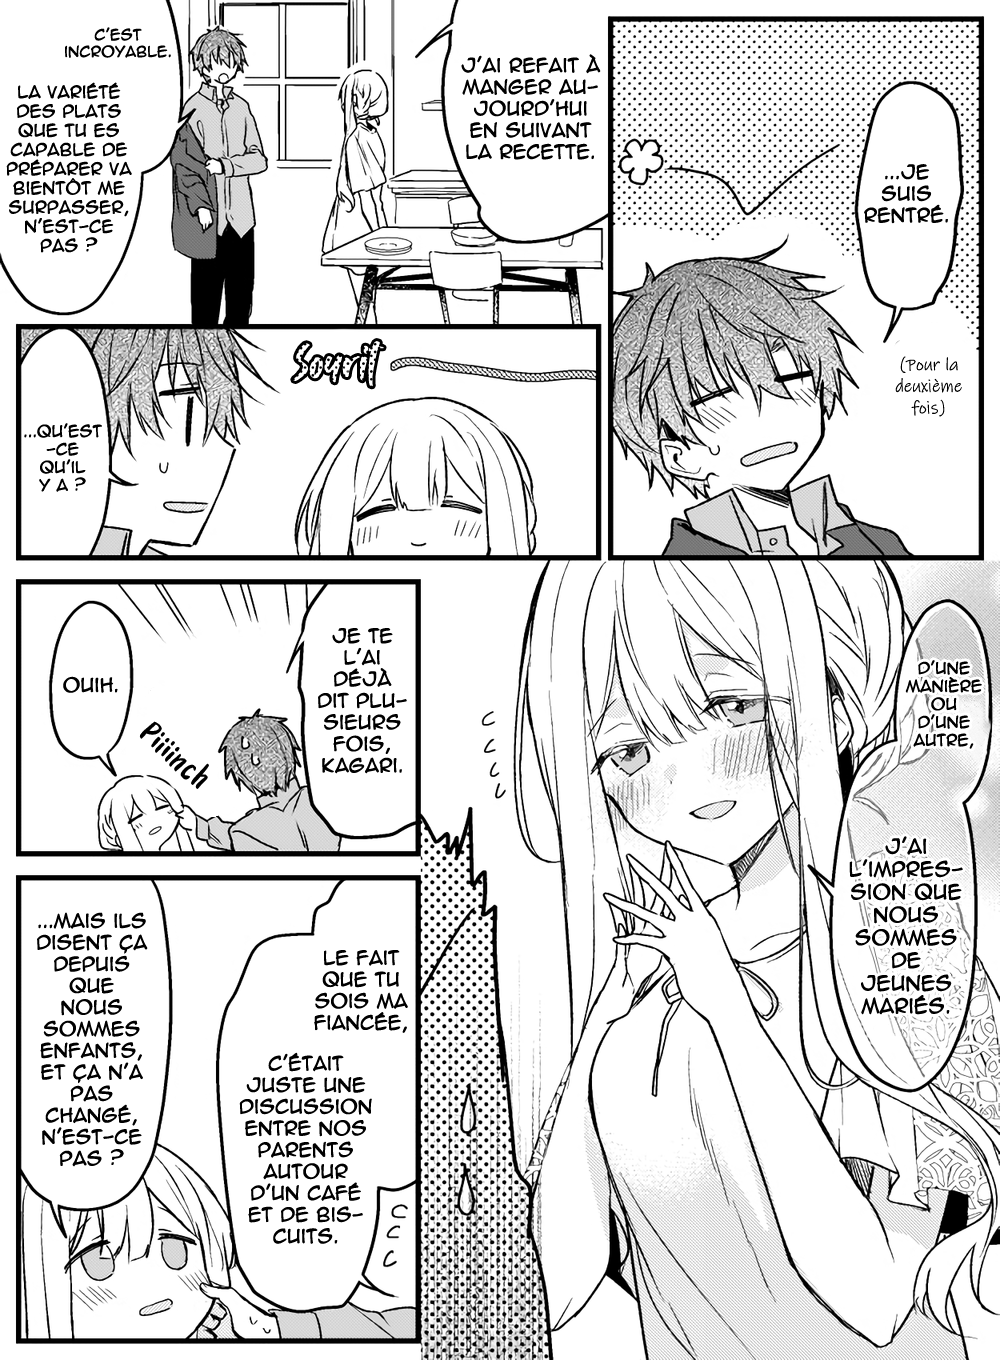 ...JE
SUIS
RENTRÉ.
(Pour la
deuxième
fois)
J'AI REFAIT À
MANGER AU-
JOURD'HUI
EN SUIVANT
LA RECETTE.
C'EST
INCROYABLE.
LA VARIÉTÉ
DES PLATS
QUE TU ES
CAPABLE DE
PRÉPARER VA
BIENTÔT ME
SURPASSER,
N'EST-CE
PAS ?
Sourit
...QU'EST
-CE
QU'IL
Y A ?
D'UNE
MANIÈRE
OU
D'UNE
AUTRE,
J'AI
L'IMPRES-
SION QUE
NOUS
SOMMES
DE
JEUNES
MARIÉS.
JE TE
L'AI
DÉJÀ
DIT PLU-
SIEURS
FOIS,
KAGARI.
Piiiinch
OUIH.
LE FAIT
QUE TU
SOIS MA
FIANCÉE,
C'ÉTAIT
JUSTE UNE
DISCUSSION
ENTRE NOS
PARENTS
AUTOUR
D'UN CAFÉ
ET DE BIS-
CUITS.
...MAIS ILS
DISENT ÇA
DEPUIS
QUE
NOUS
SOMMES
ENFANTS,
ET ÇA N'A
PAS
CHANGÉ,
N'EST-CE
PAS ?